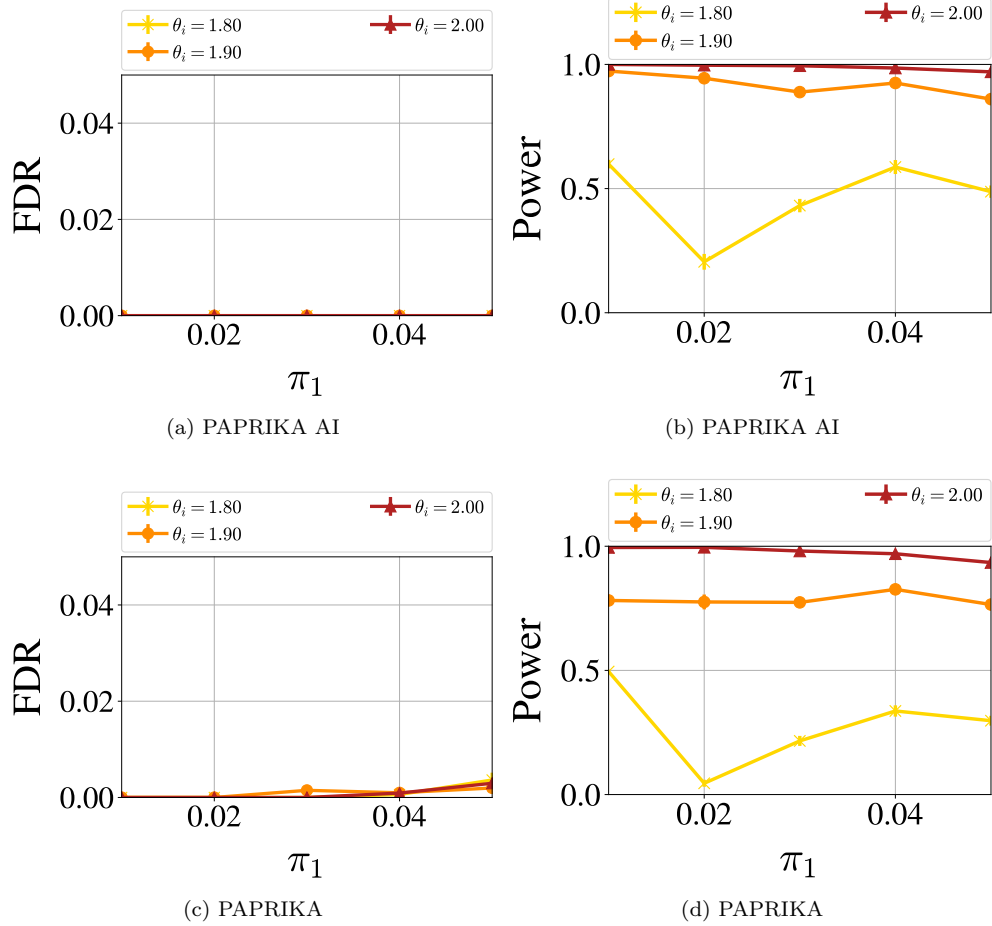 θi = 1.80
θi = 1.90
θi = 2.00
FDR
0.04
0.02
0.00
0.02
0.04
π1
(a) PAPRIKA AI
θi = 1.80
θi = 1.90
θi = 2.00
Power
1.0
0.5
0.0
0.02
0.04
π1
(b) PAPRIKA AI
θi = 1.80
θi = 1.90
θi = 2.00
FDR
0.04
0.02
0.00
0.02
0.04
π1
(c) PAPRIKA
θi = 1.80
θi = 1.90
θi = 2.00
Power
1.0
0.5
0.0
0.02
0.04
π1
(d) PAPRIKA